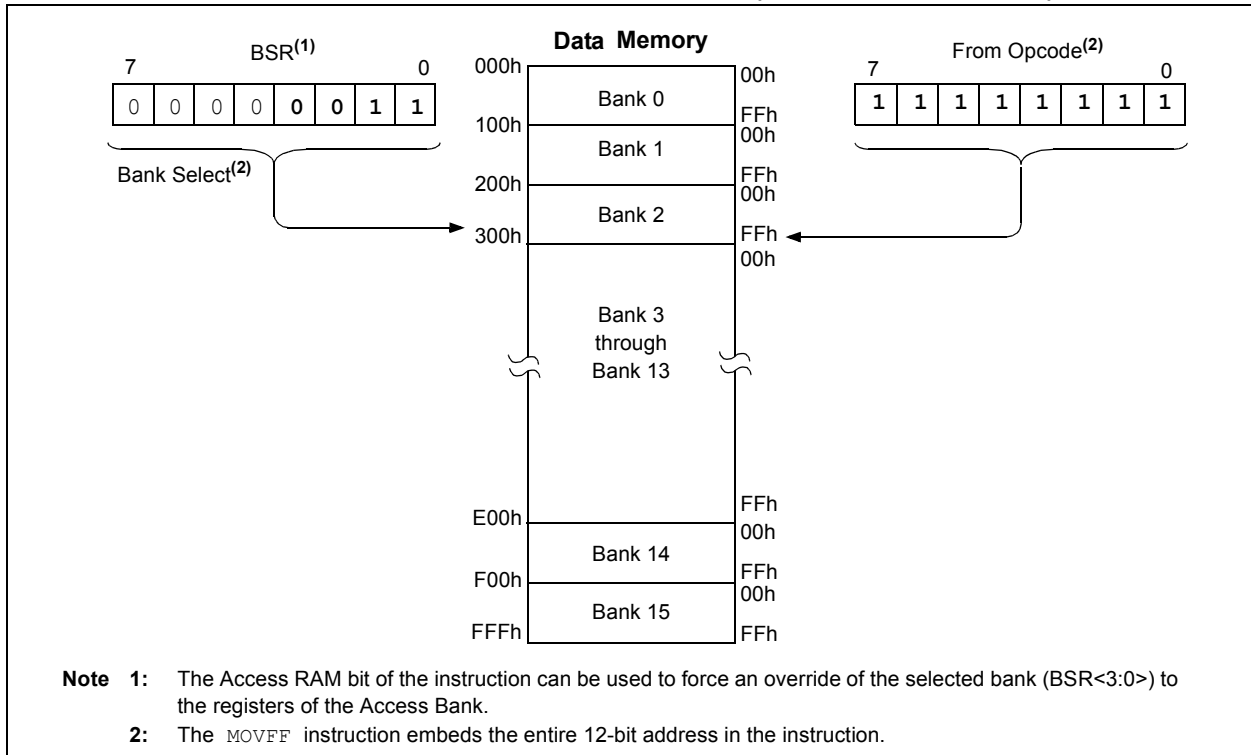 Data Memory
BSR(1)
7 0
0 0 0 0 0 0 1 1
Bank Select(2)
From Opcode(2)
7 0
1 1 1 1 1 1 1 1
000h
00h
Bank 0
FFh
100h
00h
Bank 1
FFh
200h
00h
Bank 2
FFh
300h
00h
Bank 3
through
Bank 13
FFh
E00h
00h
Bank 14
FFh
F00h
00h
Bank 15
FFFh
FFh
Note 1: The Access RAM bit of the instruction can be used to force an override of the selected bank (BSR<3:0>) to
the registers of the Access Bank.
2: The MOVFF instruction embeds the entire 12-bit address in the instruction.